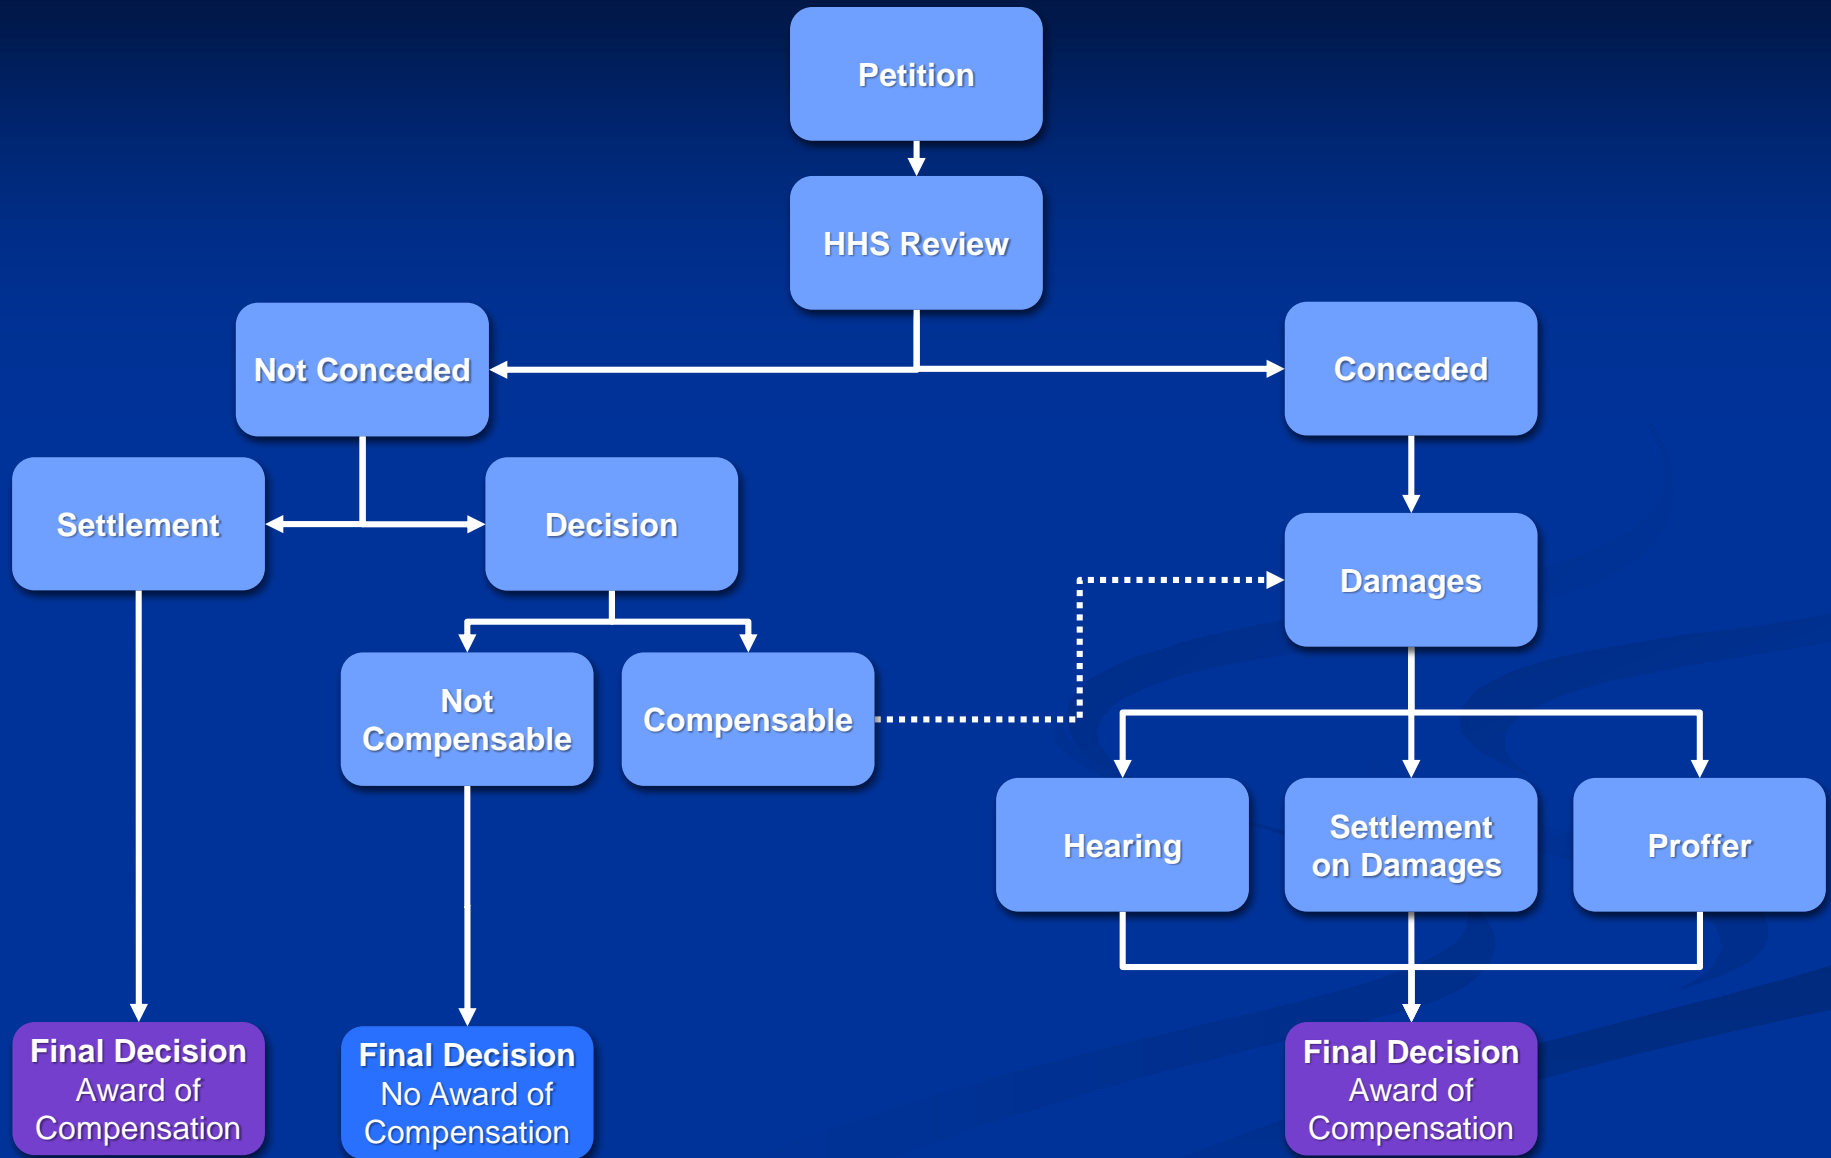 Petition
HHS Review
Not Conceded
Conceded
Settlement
Decision
Damages
Not
Compensable
Compensable
Hearing
Settlement
on Damages
Proffer
Final Decision
Award of
Compensation
Final Decision
No Award of
Compensation
Final Decision
Award of
Compensation